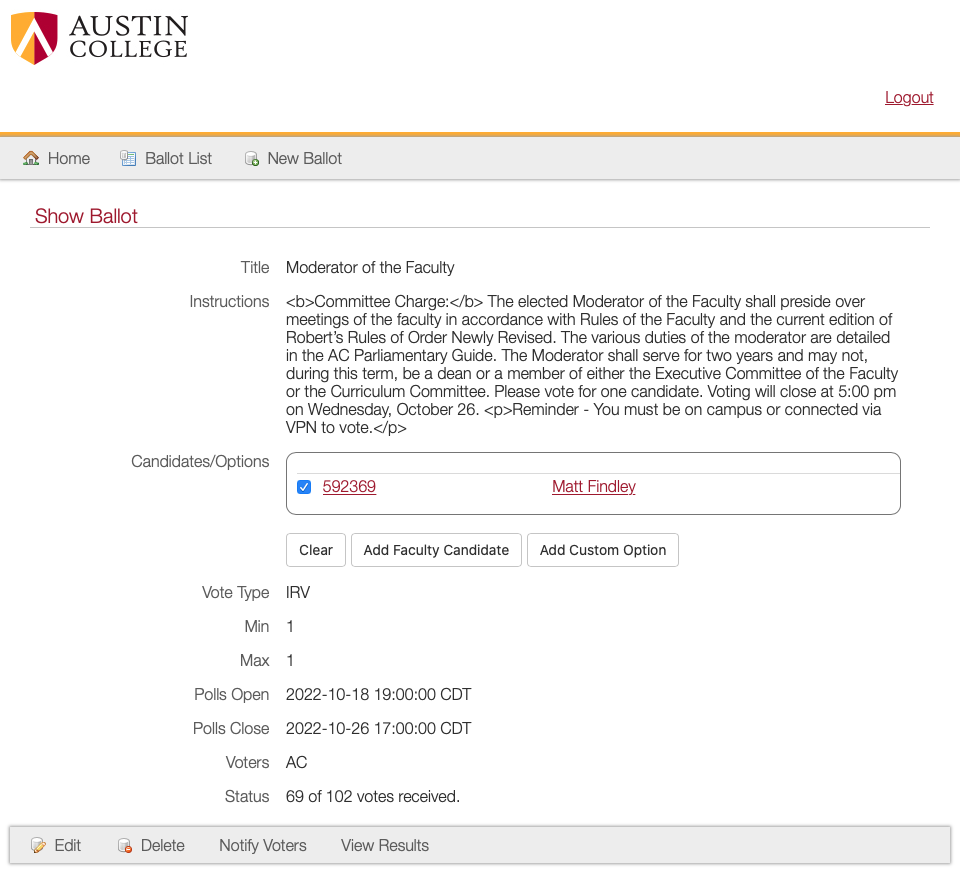 AUSTIN
COLLEGE
Logout
Home Ballot List New Ballot
Show Ballot
Title Moderator of the Faculty
Instructions <b>Committee Charge:</b> The elected Moderator of the Faculty shall preside over
meetings of the faculty in accordance with Rules of the Faculty and the current edition of
Robert’s Rules of Order Newly Revised. The various duties of the moderator are detailed
in the AC Parliamentary Guide. The Moderator shall serve for two years and may not,
during this term, be a dean or a member of either the Executive Committee of the Faculty
or the Curriculum Committee. Please vote for one candidate. Voting will close at 5:00 pm
on Wednesday, October 26. <p>Reminder - You must be on campus or connected via
VPN to vote.</p>
Candidates/Options
592369 Matt Findley
Clear Add Faculty Candidate Add Custom Option
Vote Type IRV
Min 1
Max 1
Polls Open 2022-10-18 19:00:00 CDT
Polls Close 2022-10-26 17:00:00 CDT
Voters AC
Status 69 of 102 votes received.
Edit Delete Notify Voters View Results